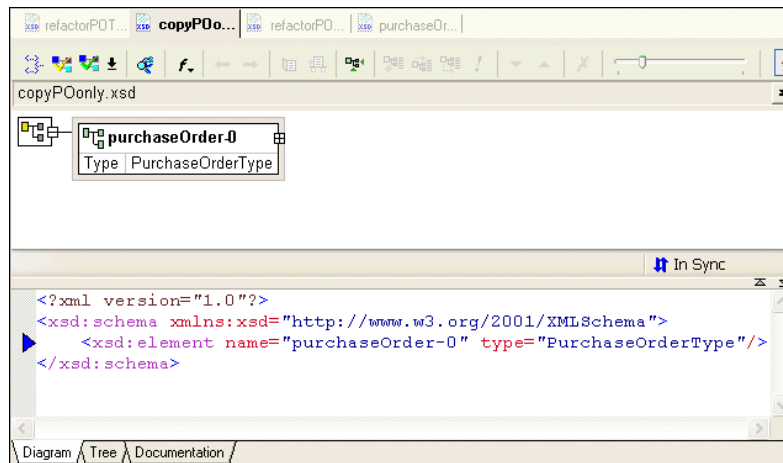 refactorPOT... copyPOo... refactorPO... purchaseOr...
copyPOonly.xsd
purchaseOrder-0
Type PurchaseOrderType
In Sync
<?xml version="1.0"?>
<xsd:schema xmlns:xsd="http://www.w3.org/2001/XMLSchema">
<xsd:element name="purchaseOrder-0" type="PurchaseOrderType"/>
</xsd:schema>
Diagram Tree Documentation